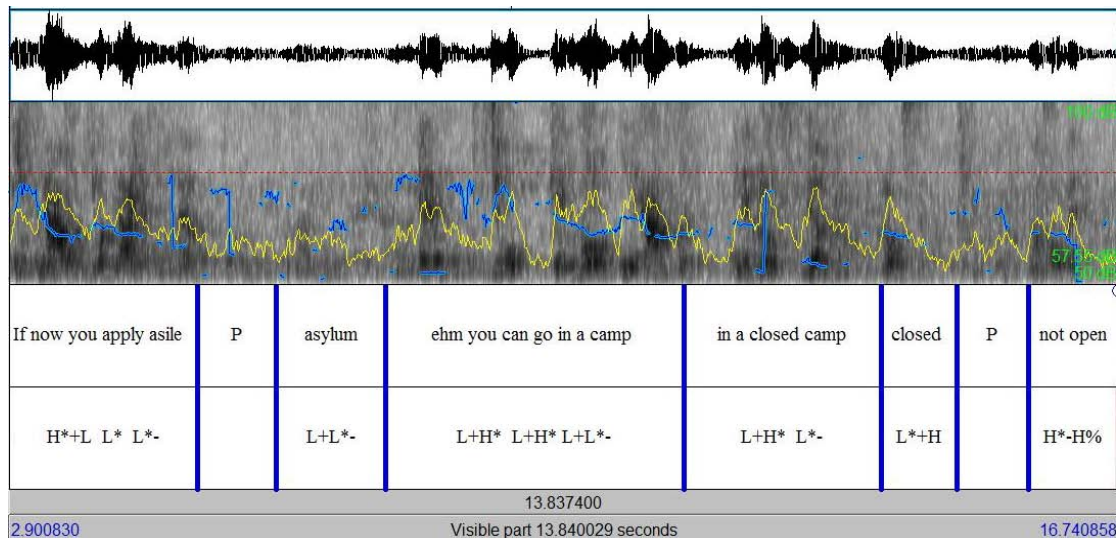 If now you apply asile P asylum ehm you can go in a camp in a closed camp closed P not open
H*+L L* L*- L+L*- L+H* L+H* L+L*- L+H* L*- L*+H H*-H%
13.837400
2.900830 Visible part 13.840029 seconds 16.740858